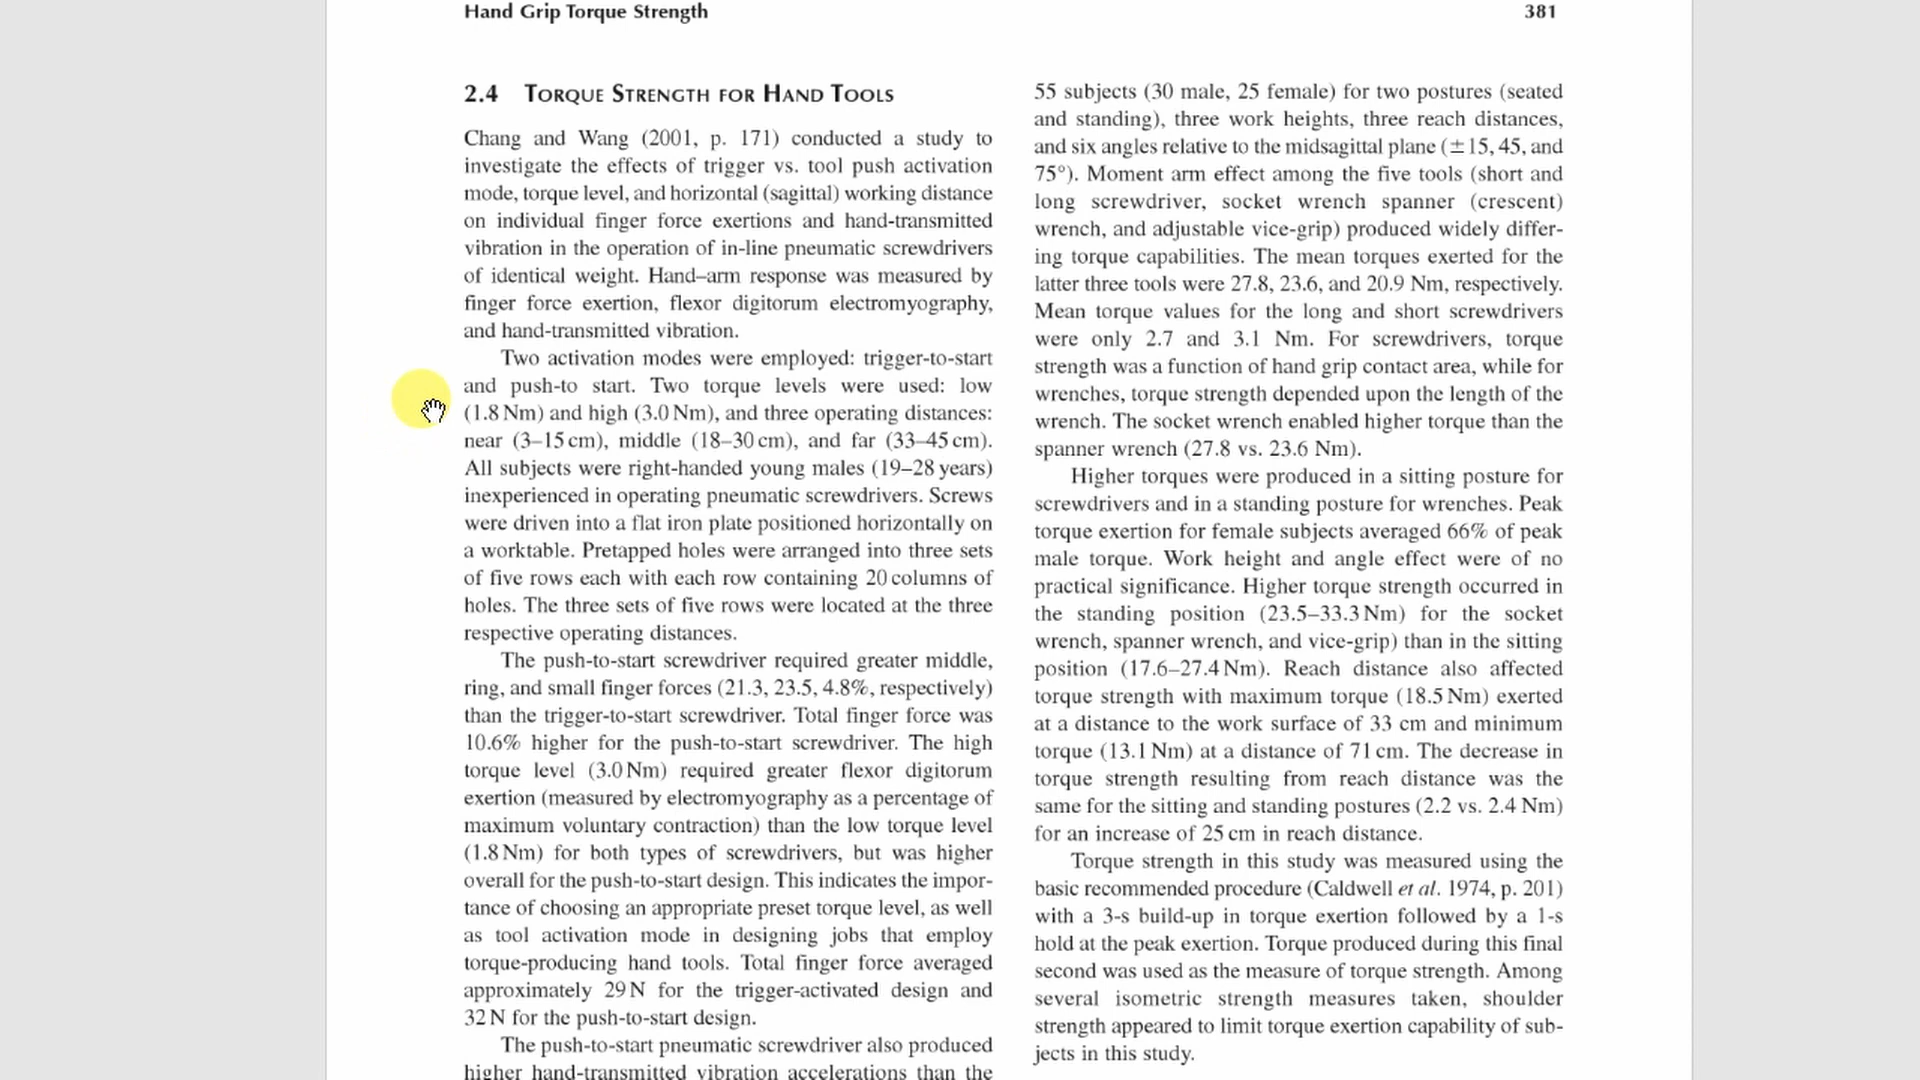 Hand Grip Torque Strength
381
2.4 Torque Strength for Hand Tools
Chang and Wang (2001, p. 171) conducted a study to
investigate the effects of trigger vs. tool push activation
mode, torque level, and horizontal (sagittal) working distance
on individual finger force exertions and hand-transmitted
vibration in the operation of in-line pneumatic screwdrivers
of identical weight. Hand–arm response was measured by
finger force exertion, flexor digitorum electromyography,
and hand-transmitted vibration.
Two activation modes were employed: trigger-to-start
and push-to start. Two torque levels were used: low
(1.8 Nm) and high (3.0 Nm), and three operating distances:
near (3–15 cm), middle (18–30 cm), and far (33–45 cm).
All subjects were right-handed young males (19–28 years)
inexperienced in operating pneumatic screwdrivers. Screws
were driven into a flat iron plate positioned horizontally on
a worktable. Pretapped holes were arranged into three sets
of five rows each with each row containing 20 columns of
holes. The three sets of five rows were located at the three
respective operating distances.
The push-to-start screwdriver required greater middle,
ring, and small finger forces (21.3, 23.5, 4.8%, respectively)
than the trigger-to-start screwdriver. Total finger force was
10.6% higher for the push-to-start screwdriver. The high
torque level (3.0 Nm) required greater flexor digitorum
exertion (measured by electromyography as a percentage of
maximum voluntary contraction) than the low torque level
(1.8 Nm) for both types of screwdrivers, but was higher
overall for the push-to-start design. This indicates the impor-
tance of choosing an appropriate preset torque level, as well
as tool activation mode in designing jobs that employ
torque-producing hand tools. Total finger force averaged
approximately 29 N for the trigger-activated design and
32 N for the push-to-start design.
The push-to-start pneumatic screwdriver also produced
higher hand-transmitted vibration accelerations than the
55 subjects (30 male, 25 female) for two postures (seated
and standing), three work heights, three reach distances,
and six angles relative to the midsagittal plane (±15, 45, and
75°). Moment arm effect among the five tools (short and
long screwdriver, socket wrench spanner (crescent)
wrench, and adjustable vice-grip) produced widely differ-
ing torque capabilities. The mean torques exerted for the
latter three tools were 27.8, 23.6, and 20.9 Nm, respectively.
Mean torque values for the long and short screwdrivers
were only 2.7 and 3.1 Nm. For screwdrivers, torque
strength was a function of hand grip contact area, while for
wrenches, torque strength depended upon the length of the
wrench. The socket wrench enabled higher torque than the
spanner wrench (27.8 vs. 23.6 Nm).
Higher torques were produced in a sitting posture for
screwdrivers and in a standing posture for wrenches. Peak
torque exertion for female subjects averaged 66% of peak
male torque. Work height and angle effect were of no
practical significance. Higher torque strength occurred in
the standing position (23.5–33.3 Nm) for the socket
wrench, spanner wrench, and vice-grip) than in the sitting
position (17.6–27.4 Nm). Reach distance also affected
torque strength with maximum torque (18.5 Nm) exerted
at a distance to the work surface of 33 cm and minimum
torque (13.1 Nm) at a distance of 71 cm. The decrease in
torque strength resulting from reach distance was the
same for the sitting and standing postures (2.2 vs. 2.4 Nm)
for an increase of 25 cm in reach distance.
Torque strength in this study was measured using the
basic recommended procedure (Caldwell et al. 1974, p. 201)
with a 3-s build-up in torque exertion followed by a 1-s
hold at the peak exertion. Torque produced during this final
second was used as the measure of torque strength. Among
several isometric strength measures taken, shoulder
strength appeared to limit torque exertion capability of sub-
jects in this study.